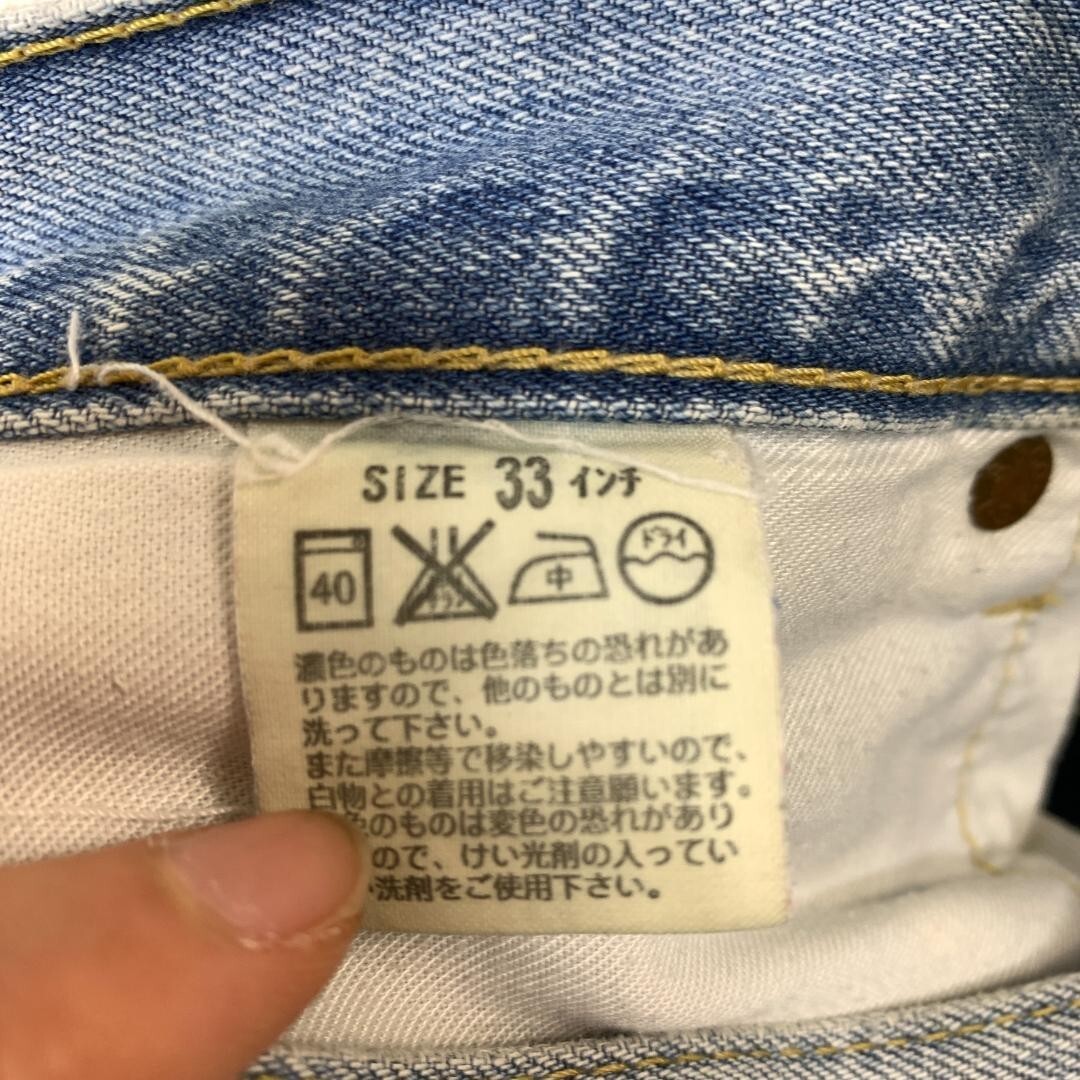 SIZE 33 インチ
40 中 ドライ
濃色のものは色落ちの恐れがあ
りますので、他のものとは別に
洗って下さい。
また摩擦等で移染しやすいので、
白物との着用はご注意願います。
色のものは変色の恐れがあり
ので、けい光剤の入ってい
洗剤をご使用下さい。